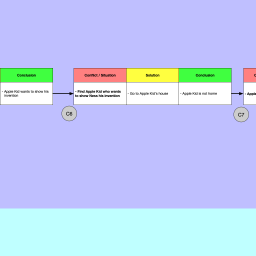 Conclusion
- Apple Kid wants to show his
invention
Conflict / Situation
Solution
Conclusion
- Find Apple Kid who wants
to show Ness his invention
- Go to Apple Kid's house
- Apple Kid is not home
C
- Apple
C6
C7